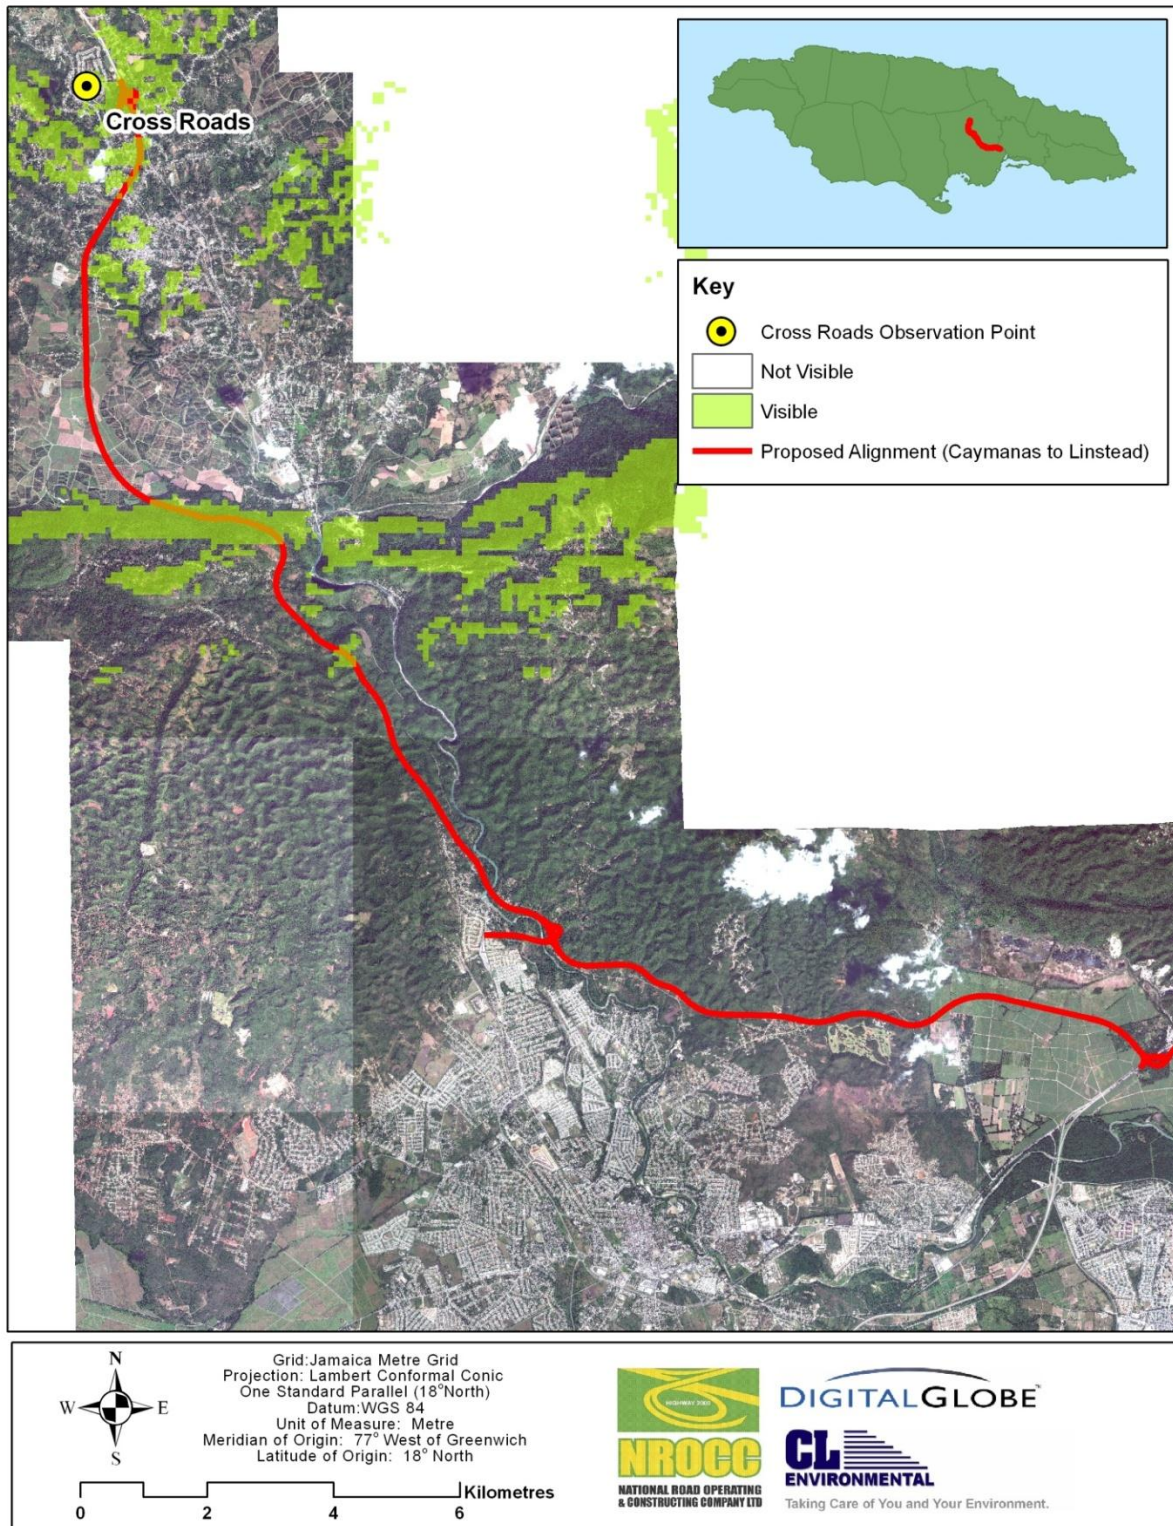 Cross Roads
Key
Cross Roads Observation Point
Not Visible
Visible
Proposed Alignment (Caymanas to Linstead)
N
W E
S
Grid:Jamaica Metre Grid
Projection: Lambert Conformal Conic
One Standard Parallel (18°North)
Datum:WGS 84
Unit of Measure: Metre
Meridian of Origin: 77° West of Greenwich
Latitude of Origin: 18° North
Kilometres
0 2 4 6
HIGHWAY 2000
NROCC
NATIONAL ROAD OPERATING
& CONSTRUCTING COMPANY LTD
DIGITALGLOBE™
CL
ENVIRONMENTAL
Taking Care of You and Your Environment.